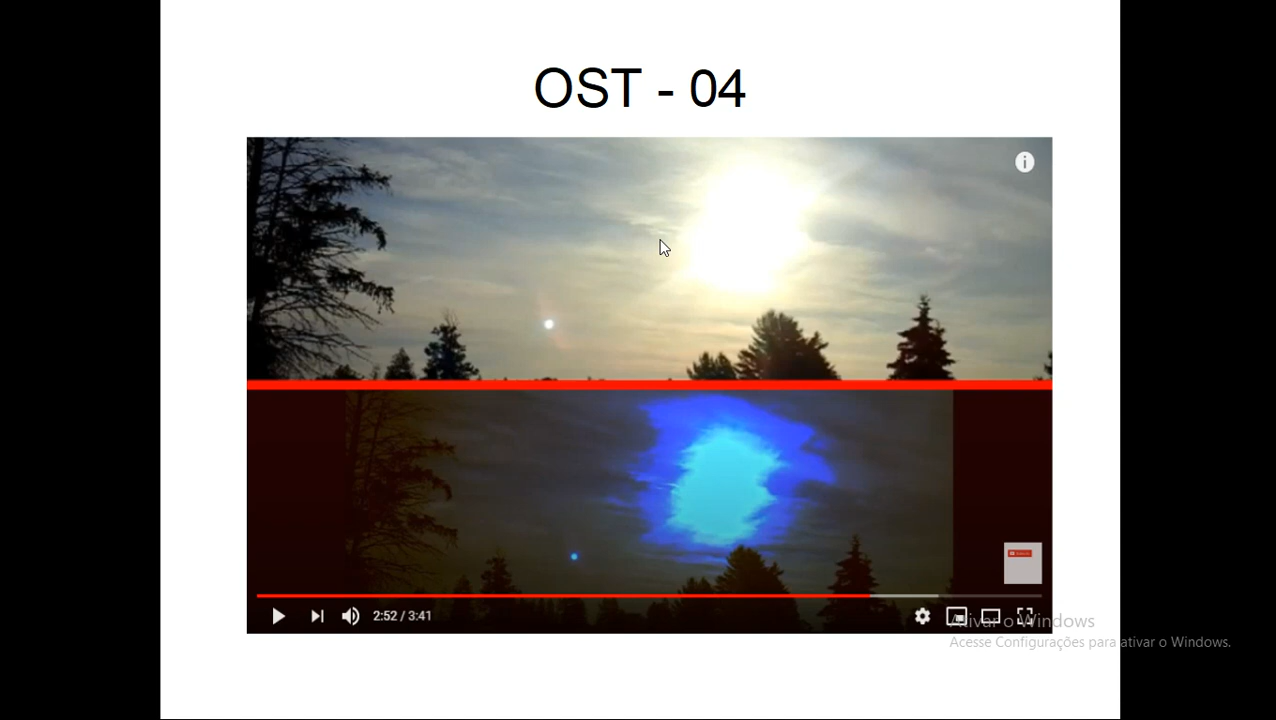 OST - 04
2:52 / 3:41
Ativar o Windows
Acesse Configurações para ativar o Windows.